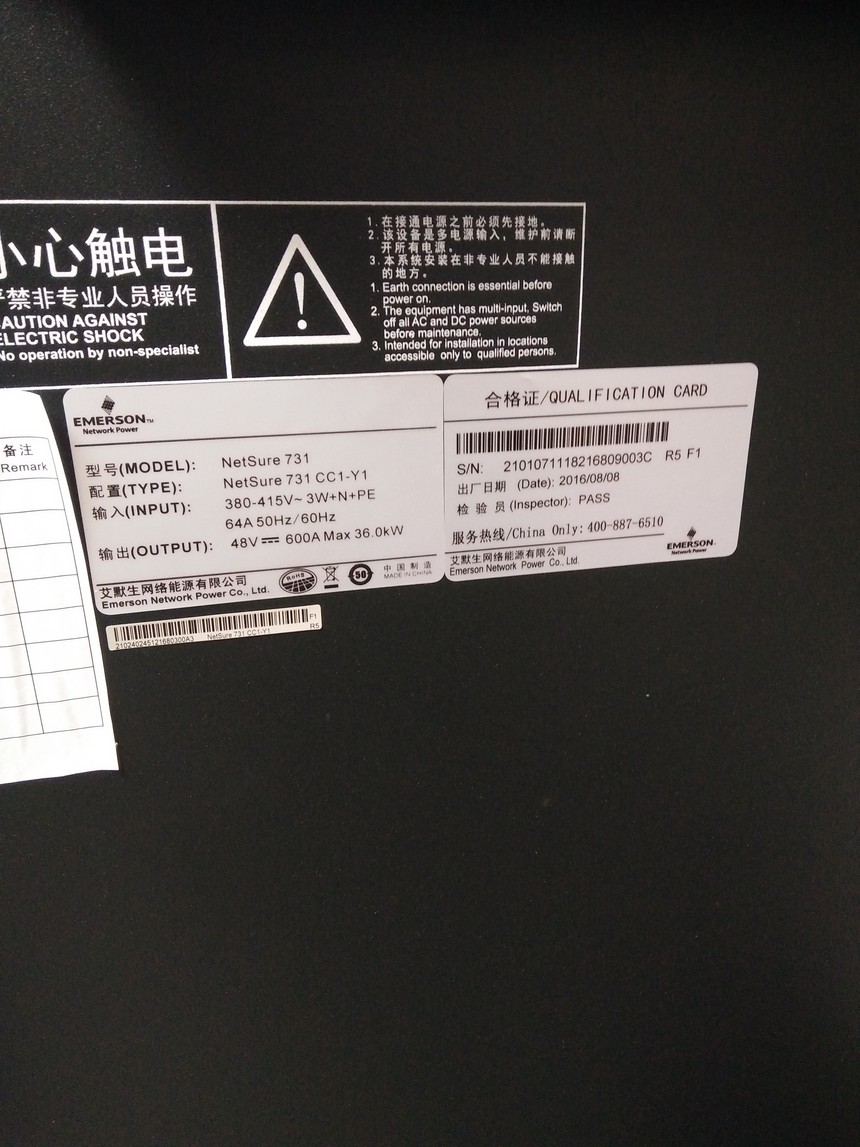 小心触电
严禁非专业人员操作
CAUTION AGAINST
ELECTRIC SHOCK
No operation by non-specialist
1. 在接通电源之前必须先接地。
2. 该设备是多电源输入，维护前请断
开所有电源。
3. 本系统安装在非专业人员不能接触
的地方。
1. Earth connection is essential before
power on.
2. The equipment has multi-input, Switch
off all AC and DC power sources
before maintenance.
3. Intended for installation in locations
accessible only to qualified persons.
备注
Remark
EMERSON™
Network Power
型号(MODEL): NetSure 731
配置(TYPE): NetSure 731 CC1-Y1
输入(INPUT): 380-415V~ 3W+N+PE
64A 50Hz/60Hz
输出(OUTPUT): 48V⎓ 600A Max 36.0kW
艾默生网络能源有限公司
Emerson Network Power Co., Ltd.
RoHS
50
中国制造
MADE IN CHINA
合格证/QUALIFICATION CARD
S/N: 2101071118216809003C R5 F1
出厂日期 (Date): 2016/08/08
检验员(Inspector): PASS
服务热线/China Only: 400-887-6510
艾默生网络能源有限公司
Emerson Network Power Co., Ltd.
EMERSON.
Network Power
F1
R5
21024024512168030​0A3 NetSure 731 CC1-Y1